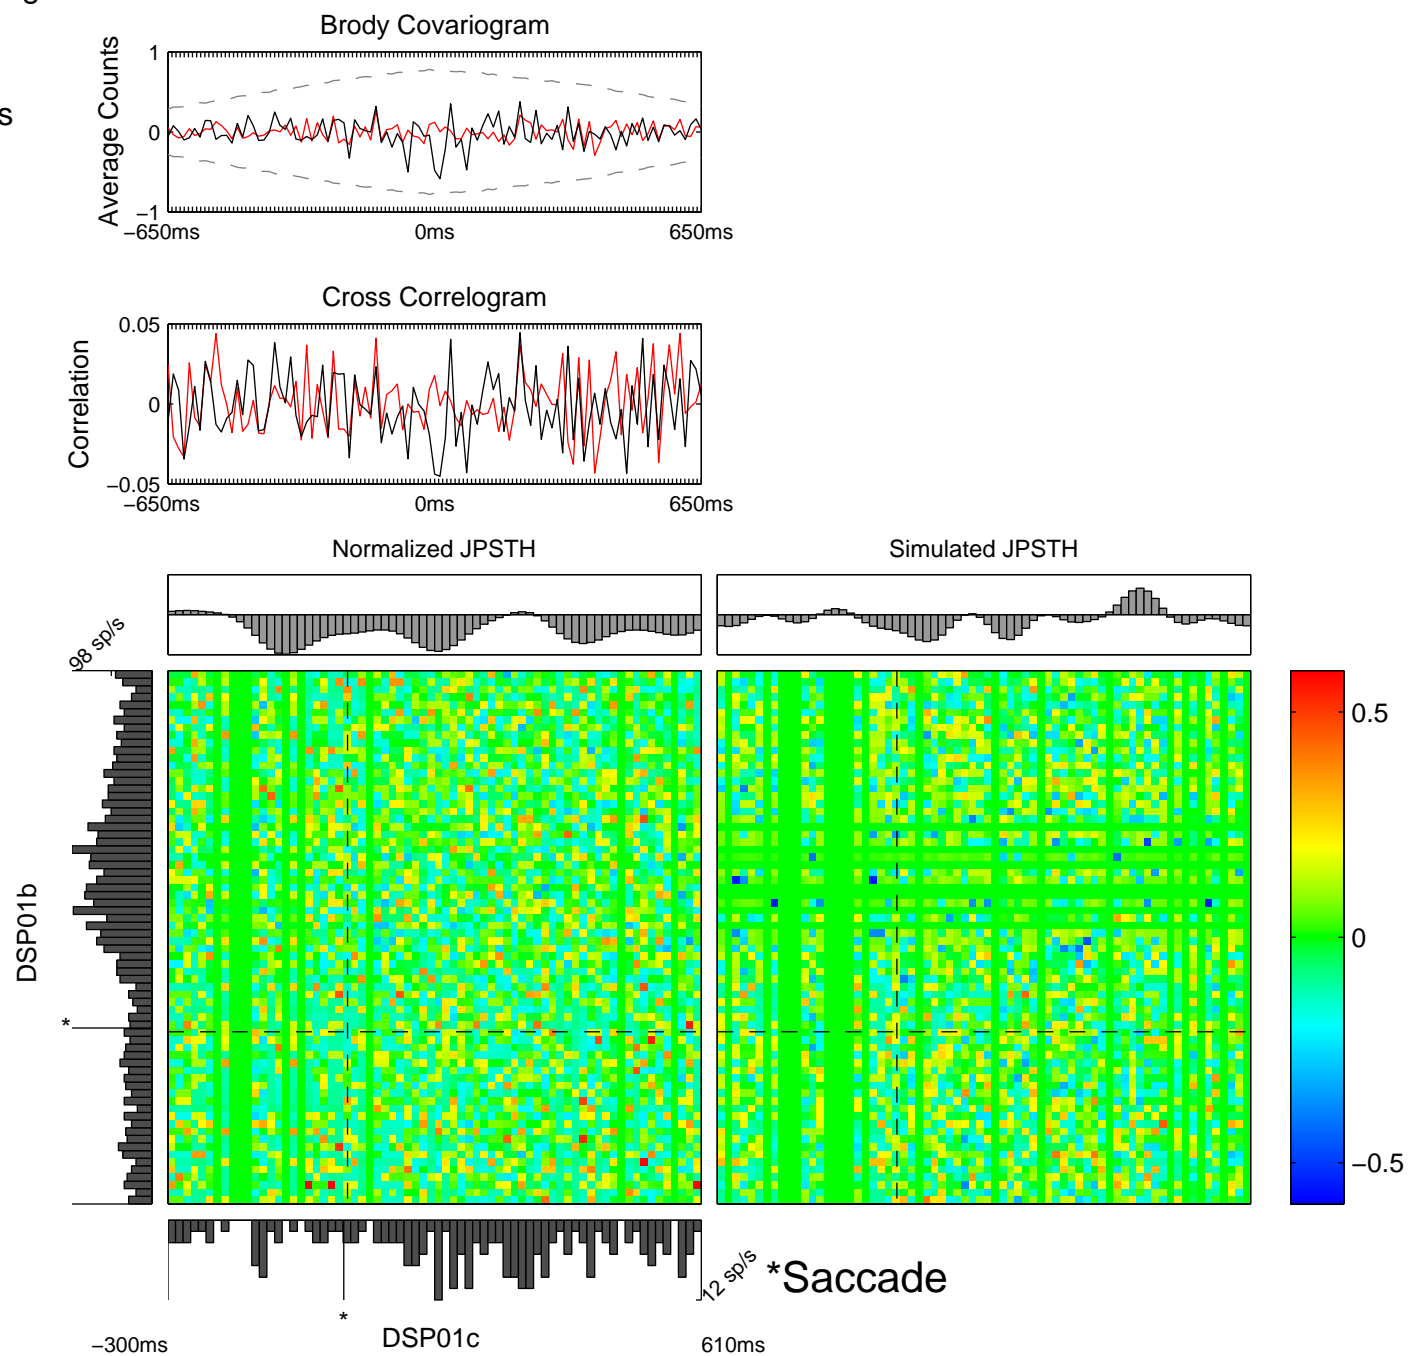 g
s
Brody Covariogram
Average Counts
1
0
−1
−650ms 0ms 650ms
Cross Correlogram
Correlation
0.05
0
−0.05
−650ms 0ms 650ms
Normalized JPSTH Simulated JPSTH
98 sp/s
DSP01b
*
0.5
0
−0.5
12 sp/s
*Saccade
*
DSP01c
−300ms 610ms